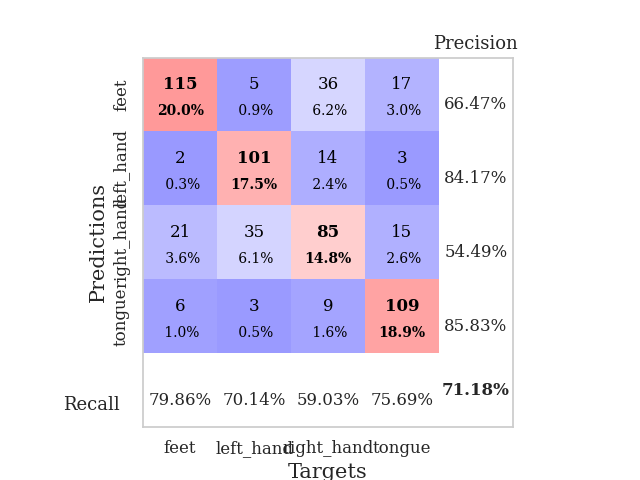 Precision
feet
115 5 36 17
20.0% 0.9% 6.2% 3.0%
66.47%
left_hand
2 101 14 3
0.3% 17.5% 2.4% 0.5%
84.17%
Predictions
right_hand
21 35 85 15
3.6% 6.1% 14.8% 2.6%
54.49%
tongue
6 3 9 109
1.0% 0.5% 1.6% 18.9%
85.83%
Recall
79.86% 70.14% 59.03% 75.69%
71.18%
feet left_hand right_hand tongue
Targets